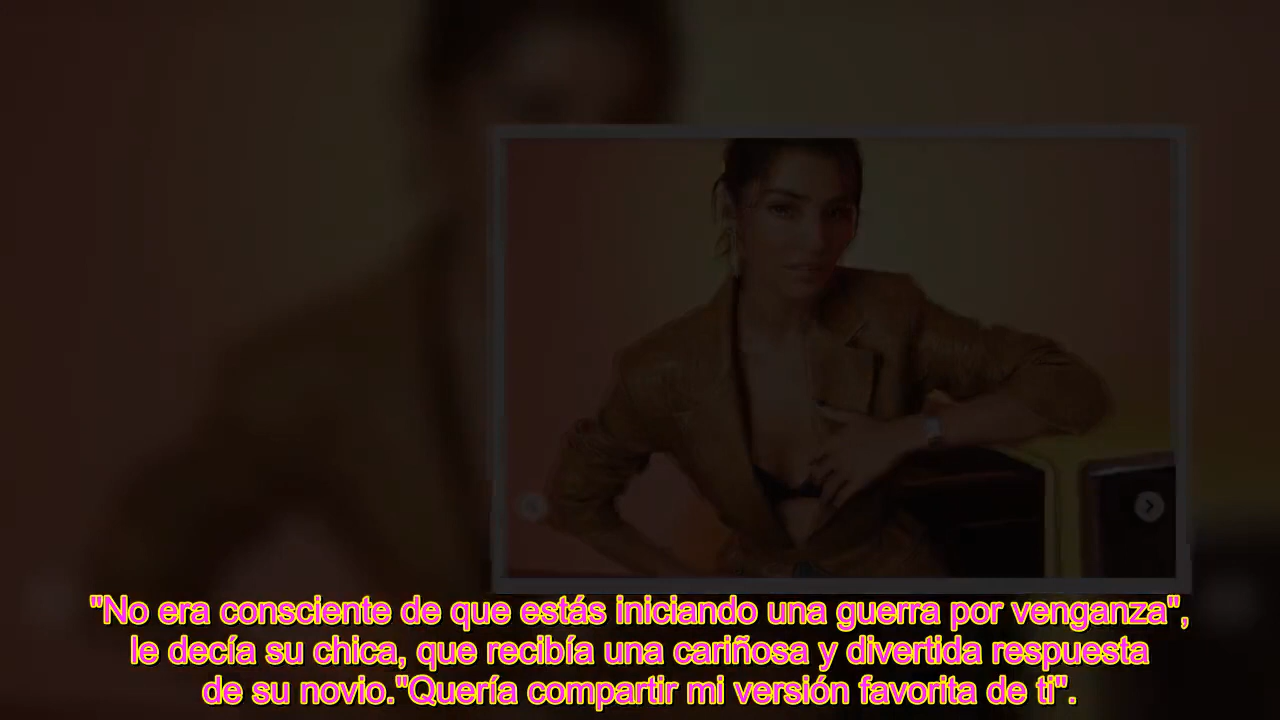 "No era consciente de que estás iniciando una guerra por venganza",
le decía su chica, que recibía una cariñosa y divertida respuesta
de su novio."Quería compartir mi versión favorita de ti".